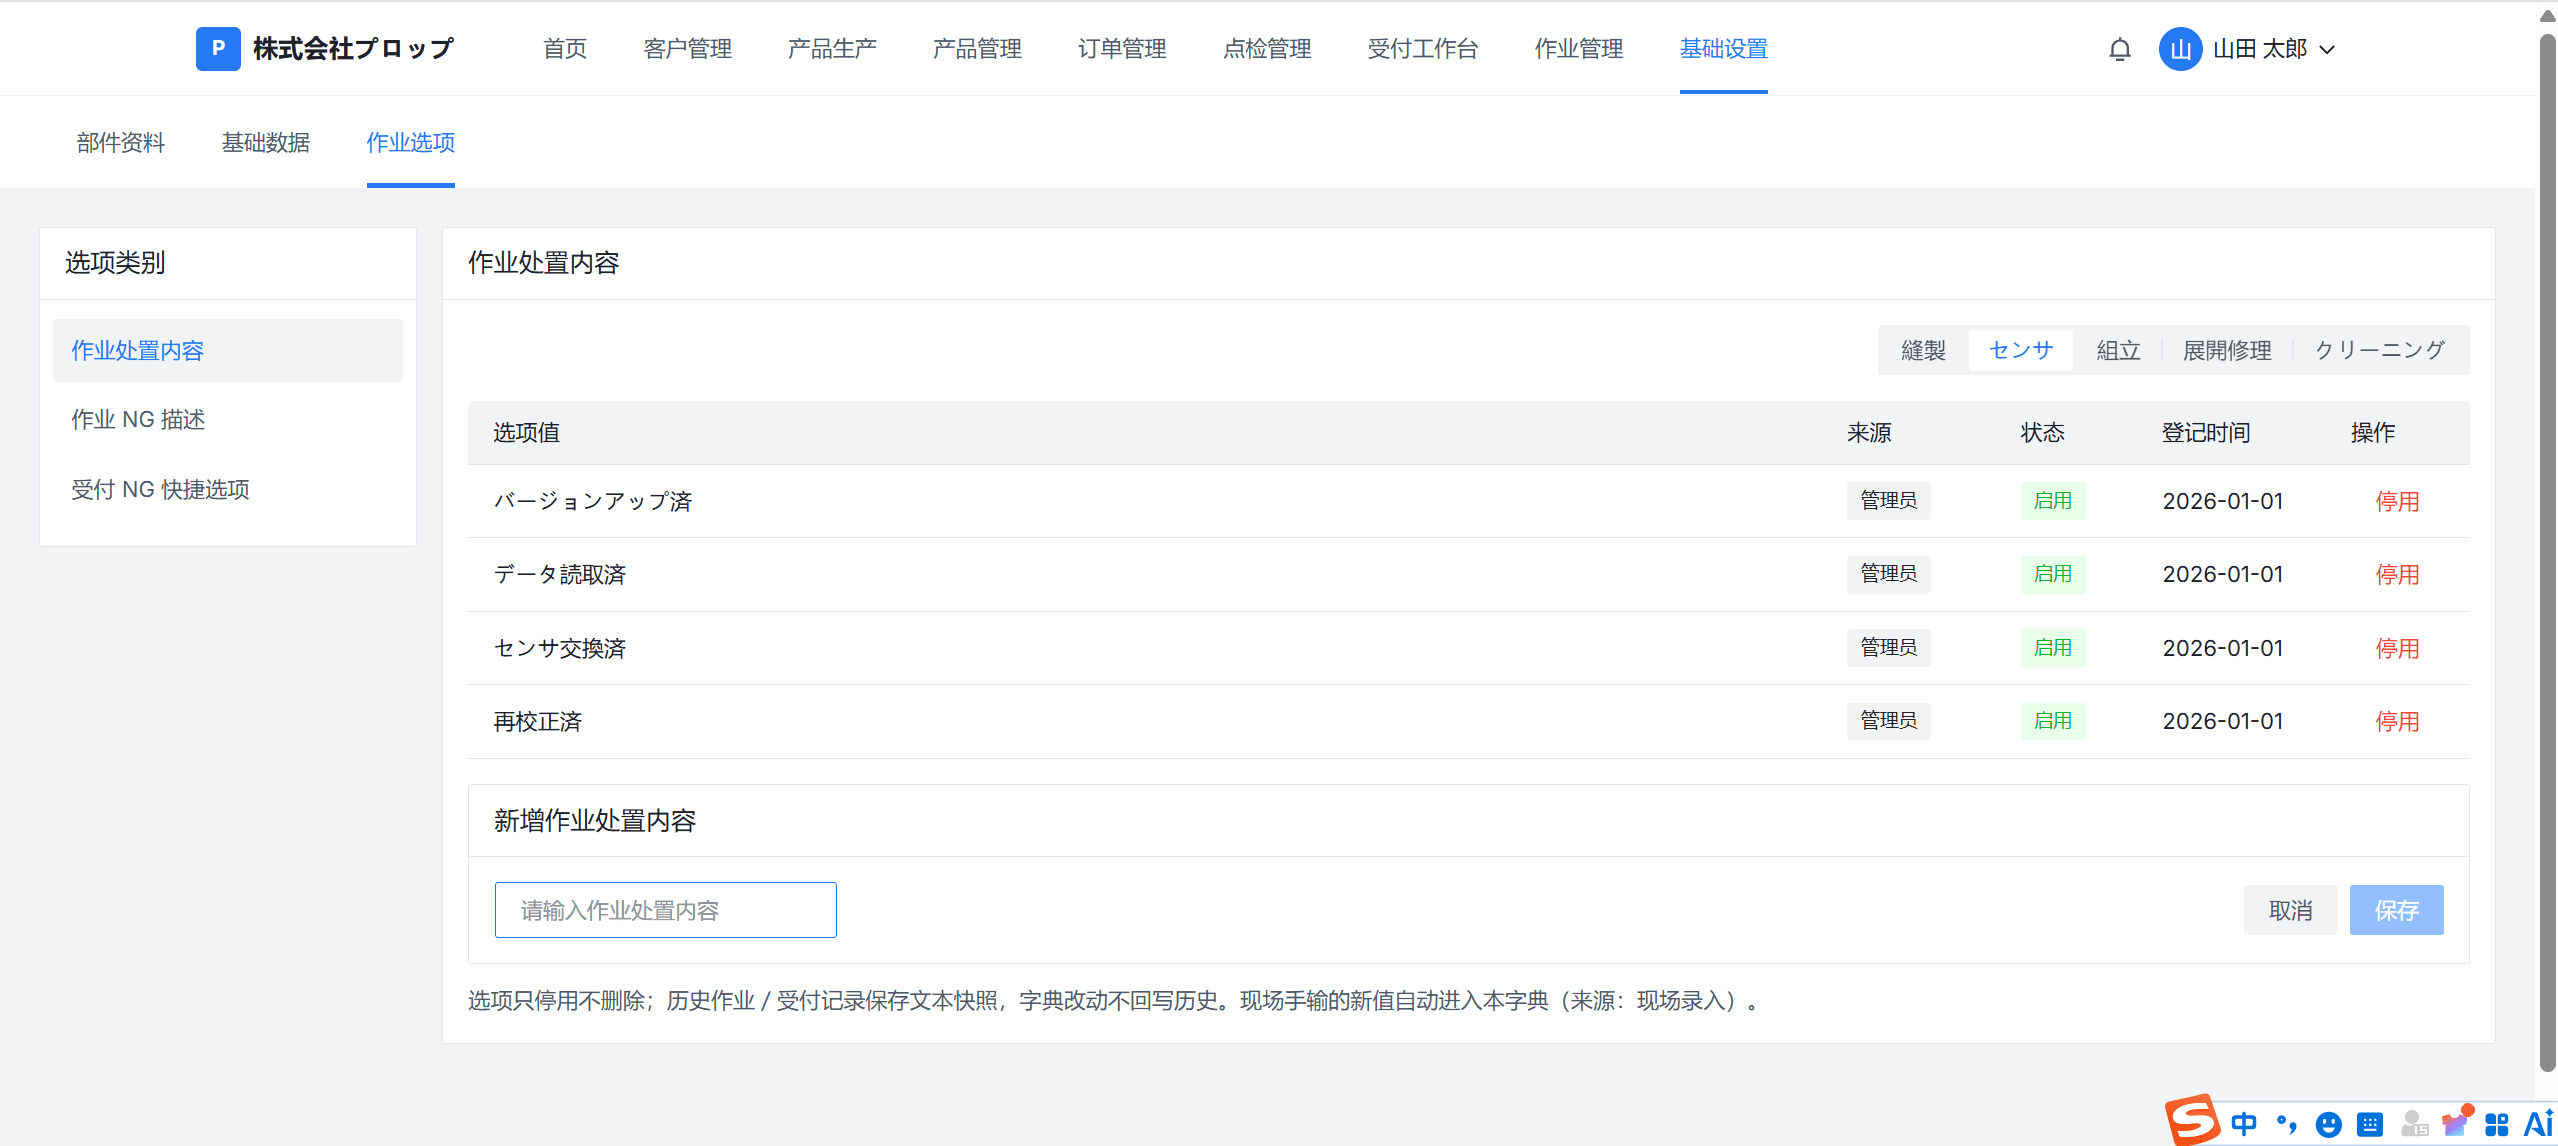 P 株式会社プロップ 首页 客户管理 产品生产 产品管理 订单管理 点检管理 受付工作台 作业管理 基础设置 山 山田 太郎
部件资料 基础数据 作业选项
选项类别
作业处置内容
作业 NG 描述
受付 NG 快捷选项
作业处置内容
縫製 センサ 組立 展開修理 クリーニング
选项值 来源 状态 登记时间 操作
バージョンアップ済 管理员 启用 2026-01-01 停用
データ読取済 管理员 启用 2026-01-01 停用
センサ交換済 管理员 启用 2026-01-01 停用
再校正済 管理员 启用 2026-01-01 停用
新增作业处置内容
请输入作业处置内容 取消 保存
选项只停用不删除；历史作业 / 受付记录保存文本快照，字典改动不回写历史。现场手输的新值自动进入本字典（来源：现场录入）。
S 中 Ai